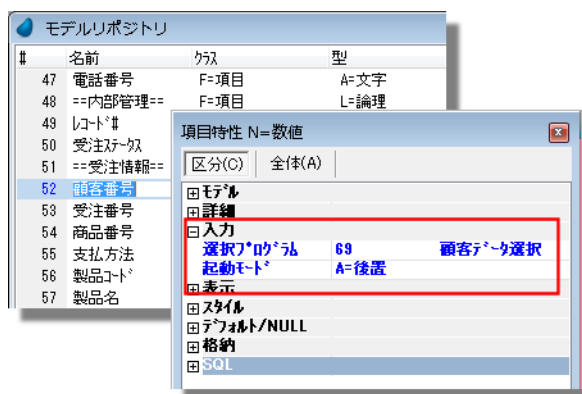 モデルリポジトリ
# 名前 ｸﾗｽ 型
47 電話番号 F=項目 A=文字
48 ==内部管理== F=項目 L=論理
49 ﾚｺｰﾄﾞ#
50 受注ｽﾃｰﾀｽ
51 ==受注情報==
52 顧客番号
53 受注番号
54 商品番号
55 支払方法
56 製品ｺｰﾄﾞ
57 製品名
項目特性 N=数値
区分(C) 全体(A)
ﾓﾃﾞﾙ
詳細
入力
選択ﾌﾟﾛｸﾞﾗﾑ 69 顧客ﾃﾞｰﾀ選択
起動ﾓｰﾄﾞ A=後置
表示
ｽﾀｲﾙ
ﾃﾞﾌｫﾙﾄ/NULL
格納
SQL